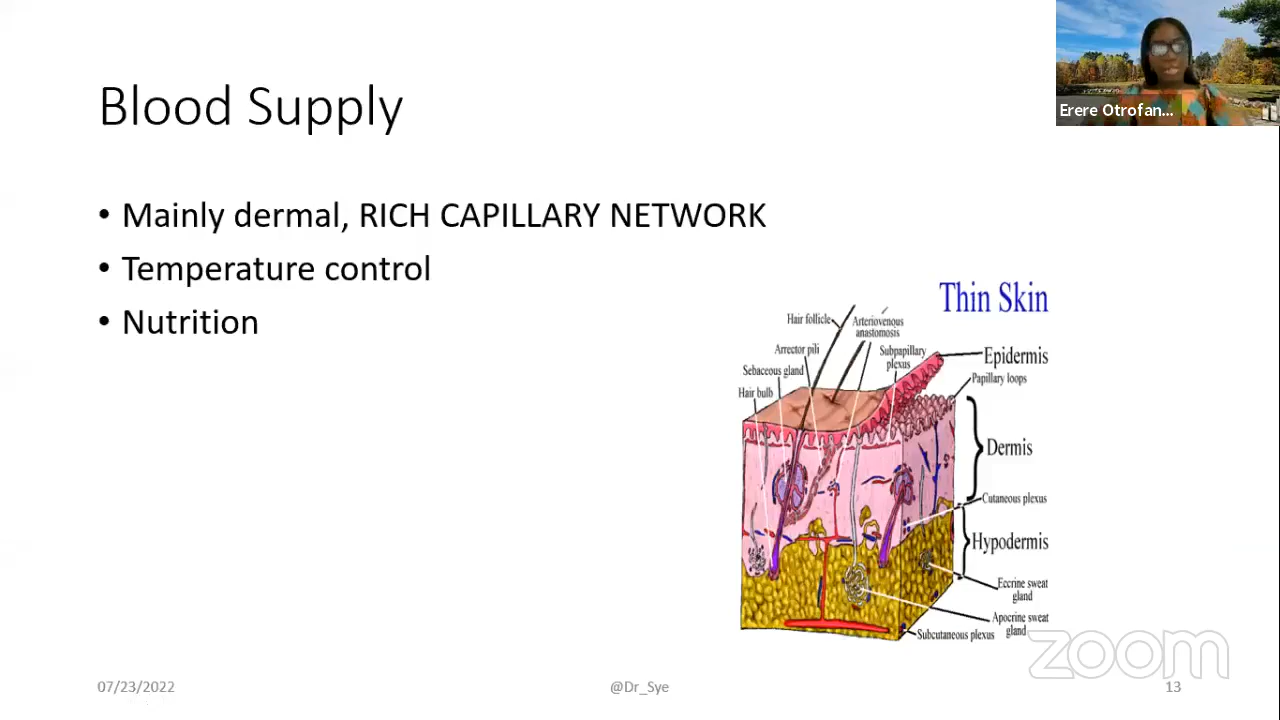 Erere Otrofan...
Blood Supply
• Mainly dermal, RICH CAPILLARY NETWORK
• Temperature control
• Nutrition
Thin Skin
Hair follicle
Arteriovenous
anastomosis
Arrector pili
Subpapillary
plexus
Epidermis
Sebaceous gland
Papillary loops
Hair bulb
Dermis
Cutaneous plexus
Hypodermis
Eccrine sweat
gland
Apocrine sweat
gland
Subcutaneous plexus
zoom
07/23/2022
@Dr_Sye
13